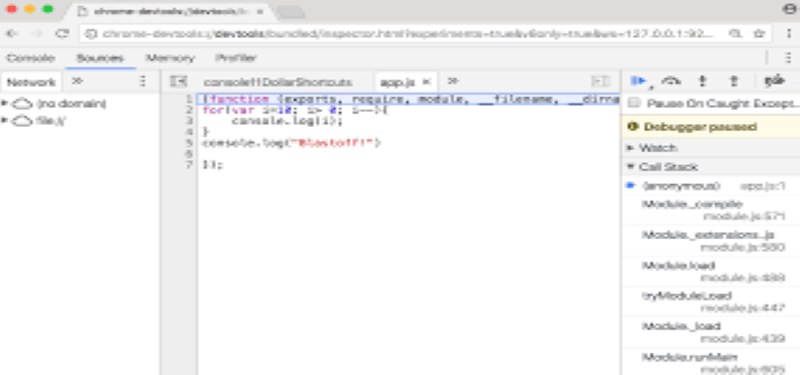 chrome-devtools://devtools/b
chrome-devtools://devtools/bundled/inspector.html?experiments=true&v8only=true&ws=127.0.0.1:92...
Console Sources Memory Profiler
Network » console11DollarShortcuts app.js × »
(no domain)
file://
1 (function (exports, require, module, __filename, __dirna
2 for(var i=10; i> 0; i--){
3 console.log(i);
4 }
5 console.log("Blastoff!")
6
7 });
Pause On Caught Except...
Debugger paused
Watch
Call Stack
(anonymous) app.js:1
Module._compile
module.js:571
Module._extensions..js
module.js:580
Module.load
module.js:488
tryModuleLoad
module.js:447
Module._load
module.js:439
Module.runMain
module.js:605